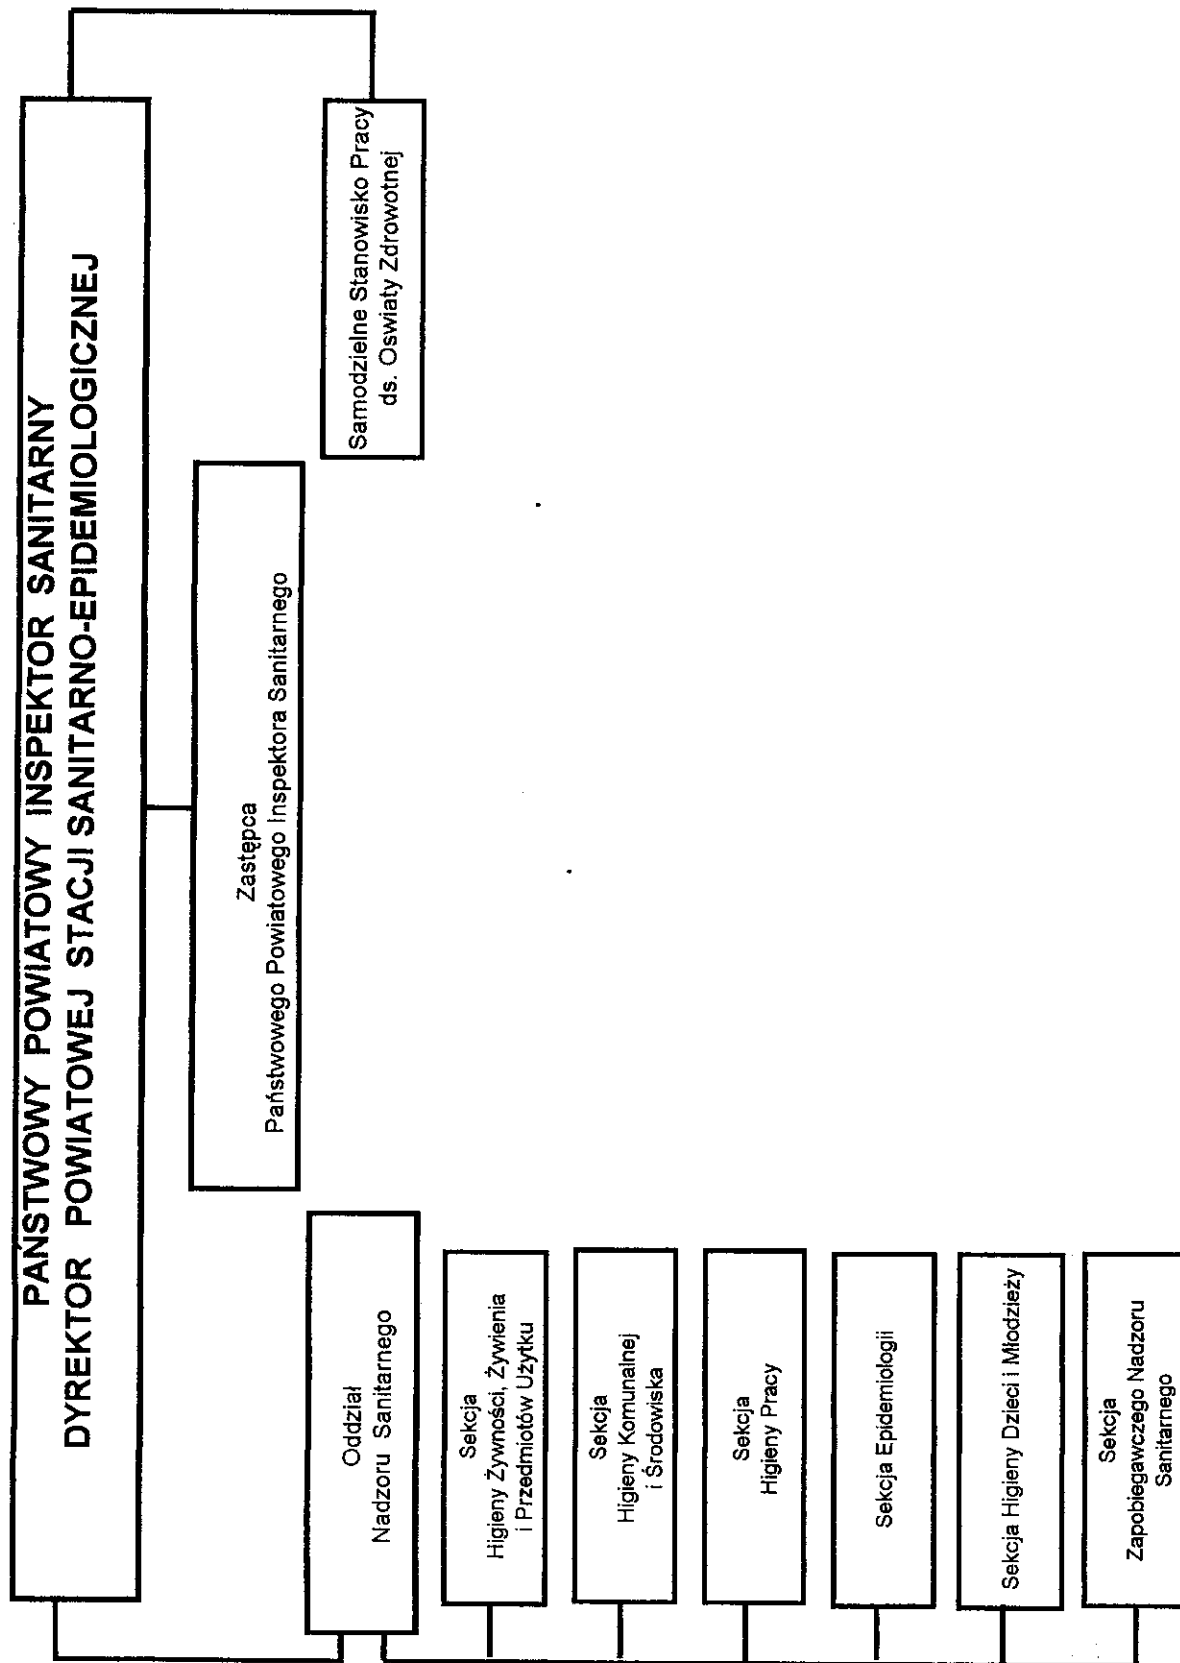 PAŃSTWOWY POWIATOWY INSPEKTOR SANITARNY
DYREKTOR POWIATOWEJ STACJI SANITARNO-EPIDEMIOLOGICZNEJ
Zastępca
Państwowego Powiatowego Inspektora Sanitarnego
Oddział
Nadzoru Sanitarnego
Samodzielne Stanowisko Pracy
ds. Oswiaty Zdrowotnej
Sekcja
Higieny Żywności, Żywienia
i Przedmiotów Użytku
Sekcja
Higieny Komunalnej
i Środowiska
Sekcja
Higieny Pracy
Sekcja Epidemiologii
Sekcja Higieny Dzieci i Młodzieży
Sekcja
Zapobiegawczego Nadzoru
Sanitarnego